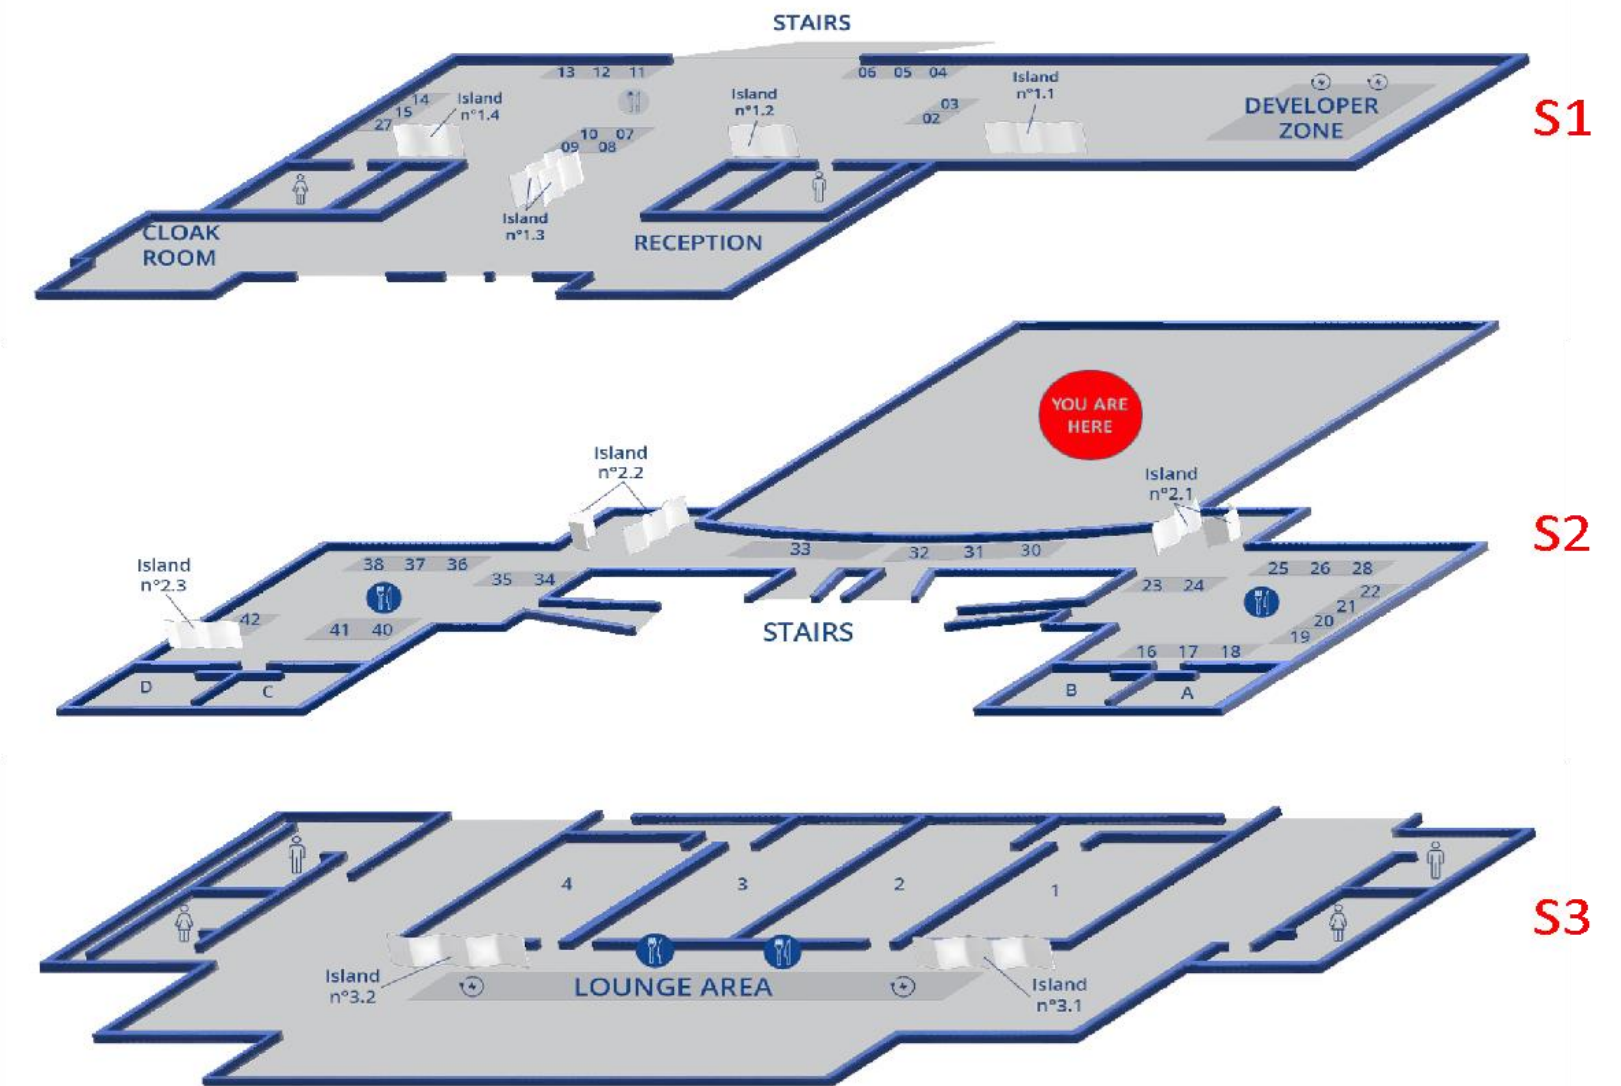 STAIRS
13 12 11
06 05 04
Island
n°1.1
DEVELOPER
ZONE
S1
14
15
27
Island
n°1.4
Island
n°1.2
03
02
10 07
09 08
Island
n°1.3
CLOAK
ROOM
RECEPTION
YOU ARE
HERE
Island
n°2.2
Island
n°2.1
S2
33
32 31 30
38 37 36
35 34
Island
n°2.3
42
41 40
STAIRS
25 26 28
23 24
22
21
20
19
16 17 18
D
C
B
A
4
3
2
1
S3
Island
n°3.2
LOUNGE AREA
Island
n°3.1